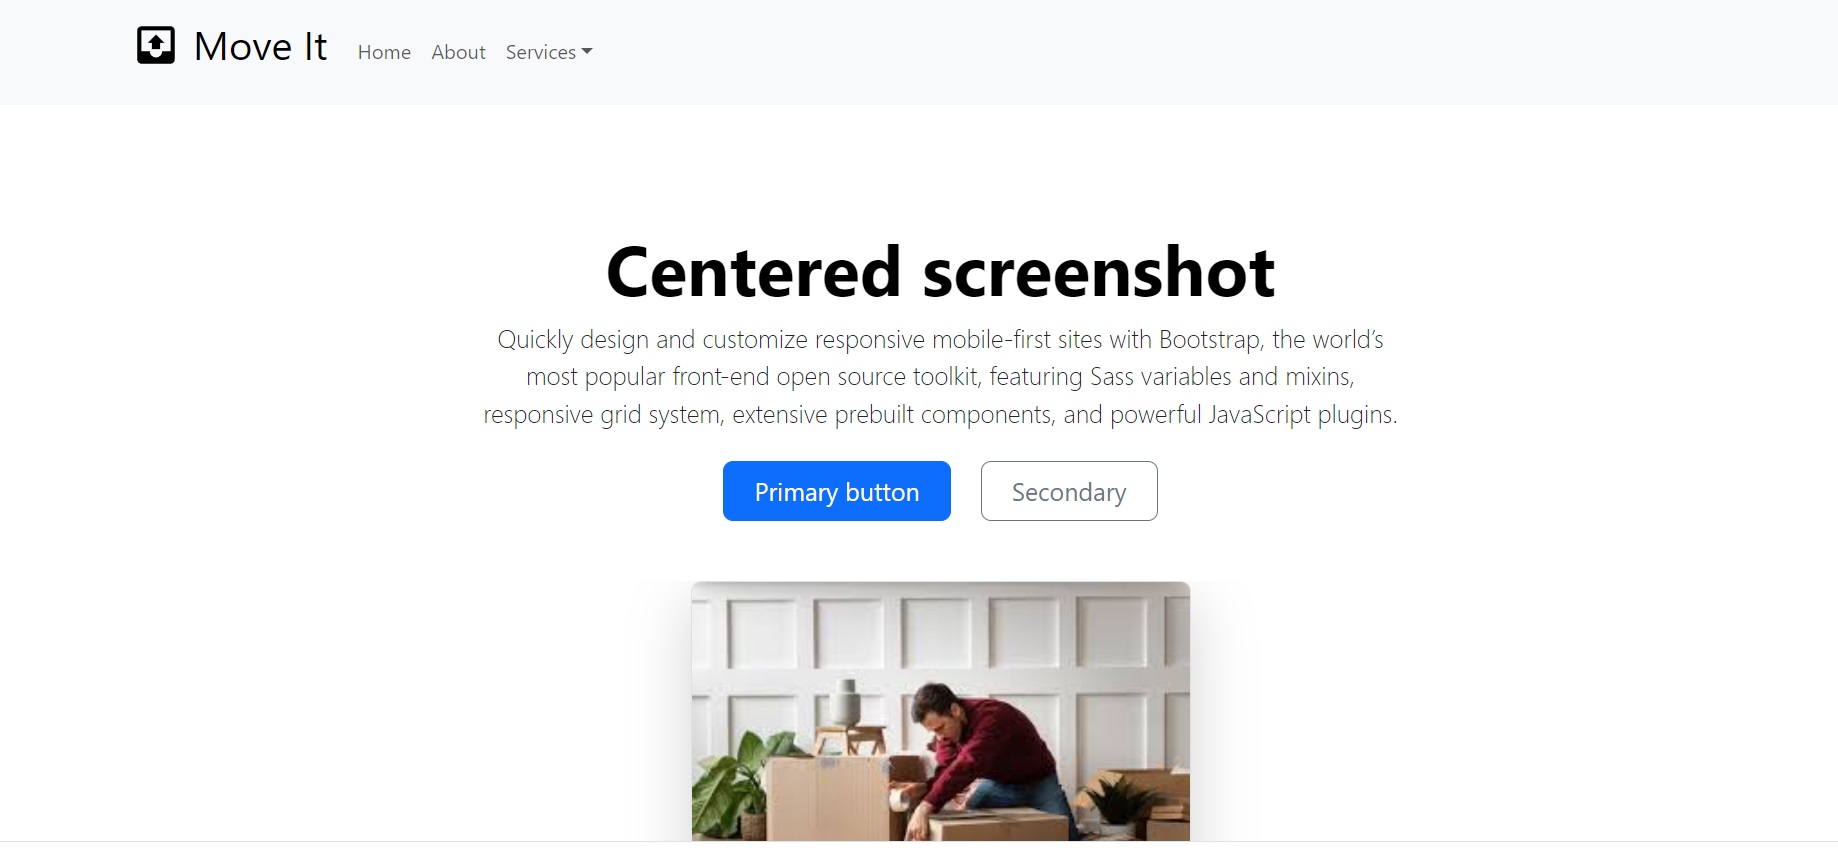 Move It
Home About Services
Centered screenshot
Quickly design and customize responsive mobile-first sites with Bootstrap, the world’s
most popular front-end open source toolkit, featuring Sass variables and mixins,
responsive grid system, extensive prebuilt components, and powerful JavaScript plugins.
Primary button Secondary